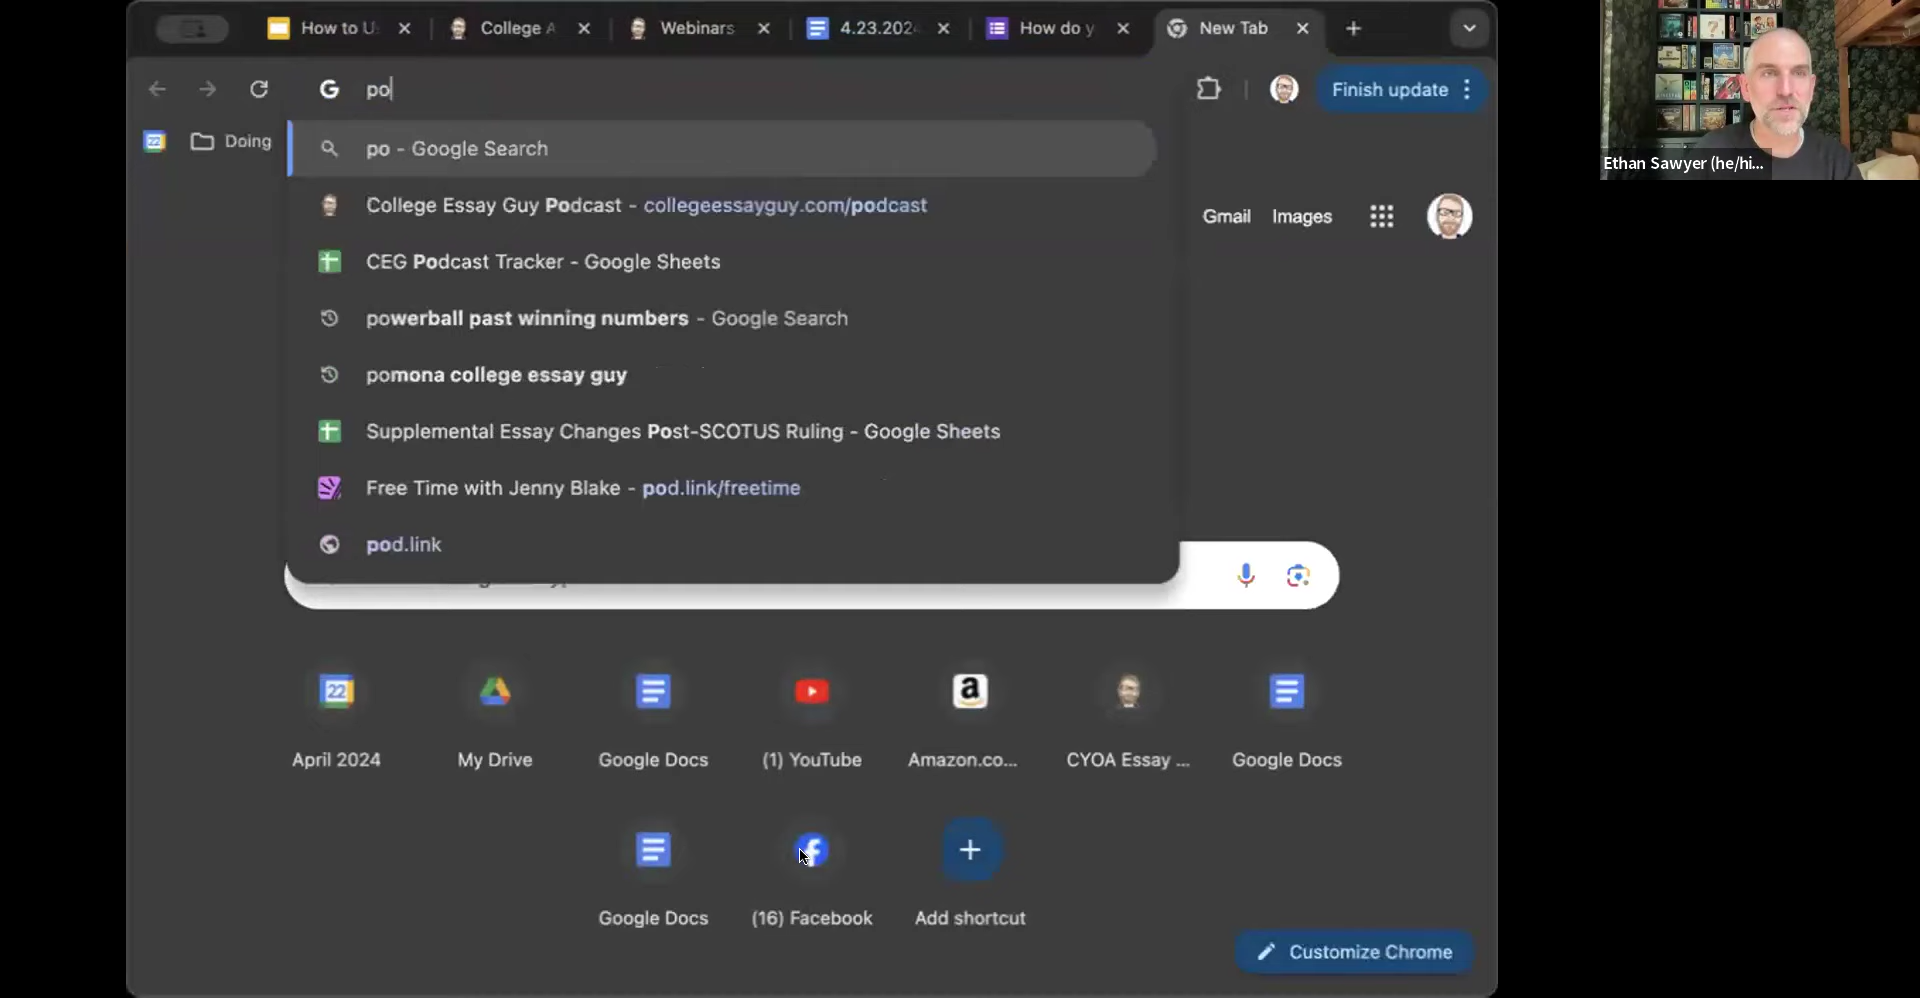 How to U
College A
Webinars
4.23.202
How do y
New Tab
po
Finish update
Doing
po - Google Search
College Essay Guy Podcast - collegeessayguy.com/podcast
CEG Podcast Tracker - Google Sheets
powerball past winning numbers - Google Search
pomona college essay guy
Supplemental Essay Changes Post-SCOTUS Ruling - Google Sheets
Free Time with Jenny Blake - pod.link/freetime
pod.link
Gmail Images
Ethan Sawyer (he/hi...
22
April 2024
My Drive
Google Docs
(1) YouTube
Amazon.co...
CYOA Essay ...
Google Docs
Google Docs
(16) Facebook
Add shortcut
Customize Chrome